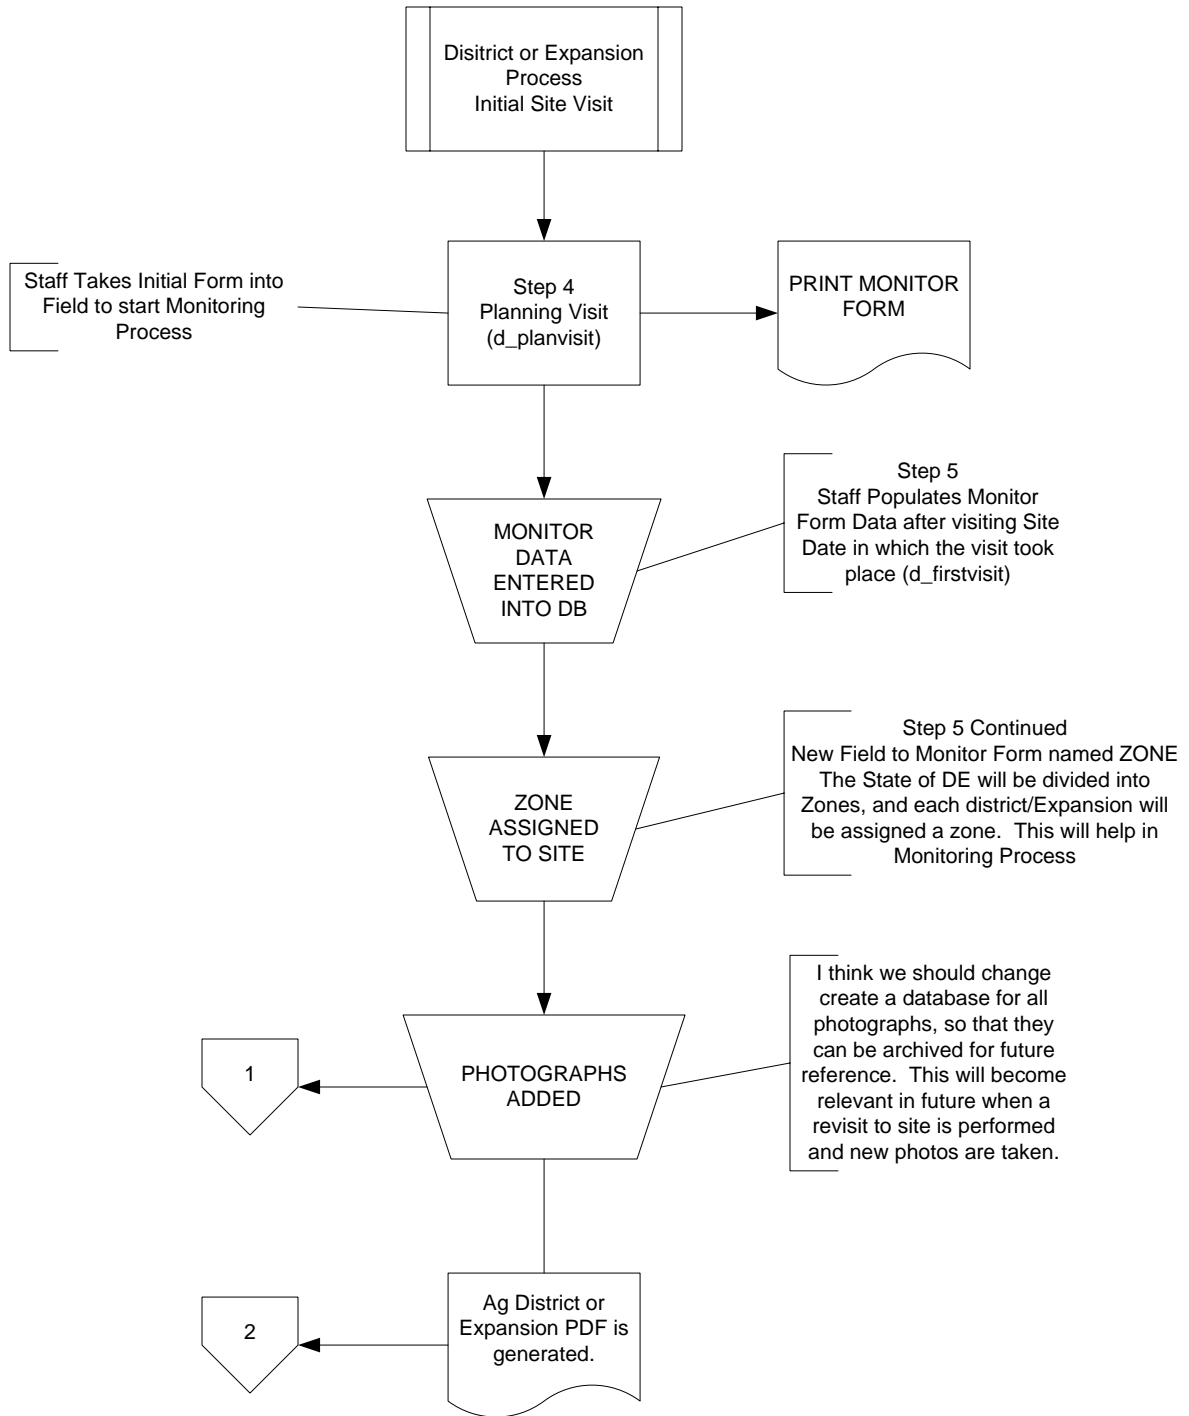 Disitrict or Expansion
Process
Initial Site Visit
Staff Takes Initial Form into
Field to start Monitoring
Process
Step 4
Planning Visit
(d_planvisit)
PRINT MONITOR
FORM
MONITOR
DATA
ENTERED
INTO DB
Step 5
Staff Populates Monitor
Form Data after visiting Site
Date in which the visit took
place (d_firstvisit)
ZONE
ASSIGNED
TO SITE
Step 5 Continued
New Field to Monitor Form named ZONE
The State of DE will be divided into
Zones, and each district/Expansion will
be assigned a zone.  This will help in
Monitoring Process
1
PHOTOGRAPHS
ADDED
I think we should change
create a database for all
photographs, so that they
can be archived for future
reference.  This will become
relevant in future when a
revisit to site is performed
and new photos are taken.
2
Ag District or
Expansion PDF is
generated.